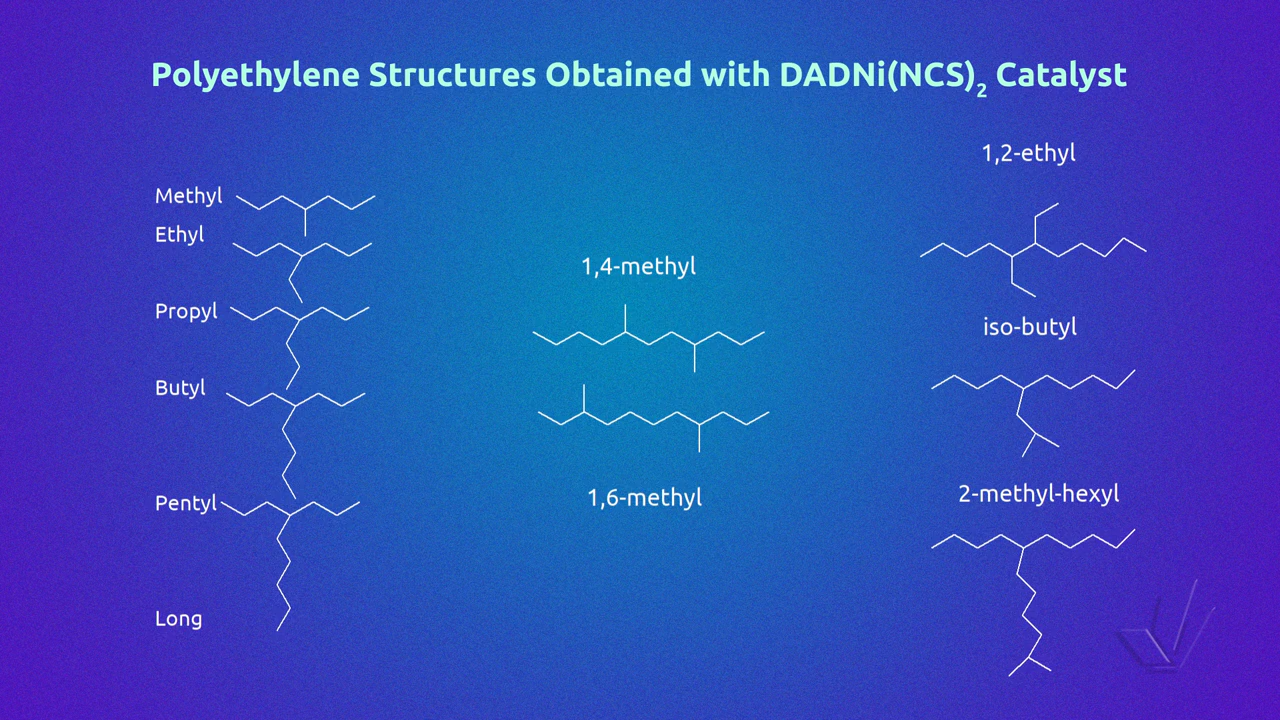 Polyethylene Structures Obtained with DADNi(NCS)₂ Catalyst
Methyl
Ethyl
Propyl
Butyl
Pentyl
Long
1,4-methyl
1,6-methyl
1,2-ethyl
iso-butyl
2-methyl-hexyl